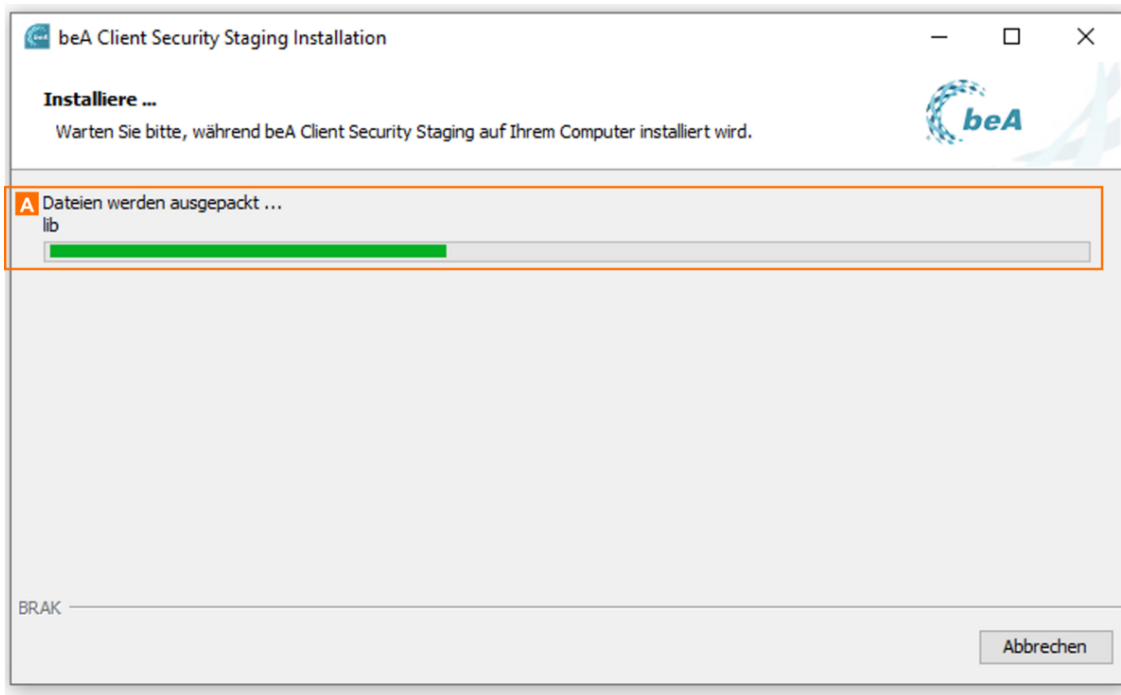 beA Client Security Staging Installation
Installiere ...
Warten Sie bitte, während beA Client Security Staging auf Ihrem Computer installiert wird.
beA
A Dateien werden ausgepackt ...
lib
BRAK
Abbrechen